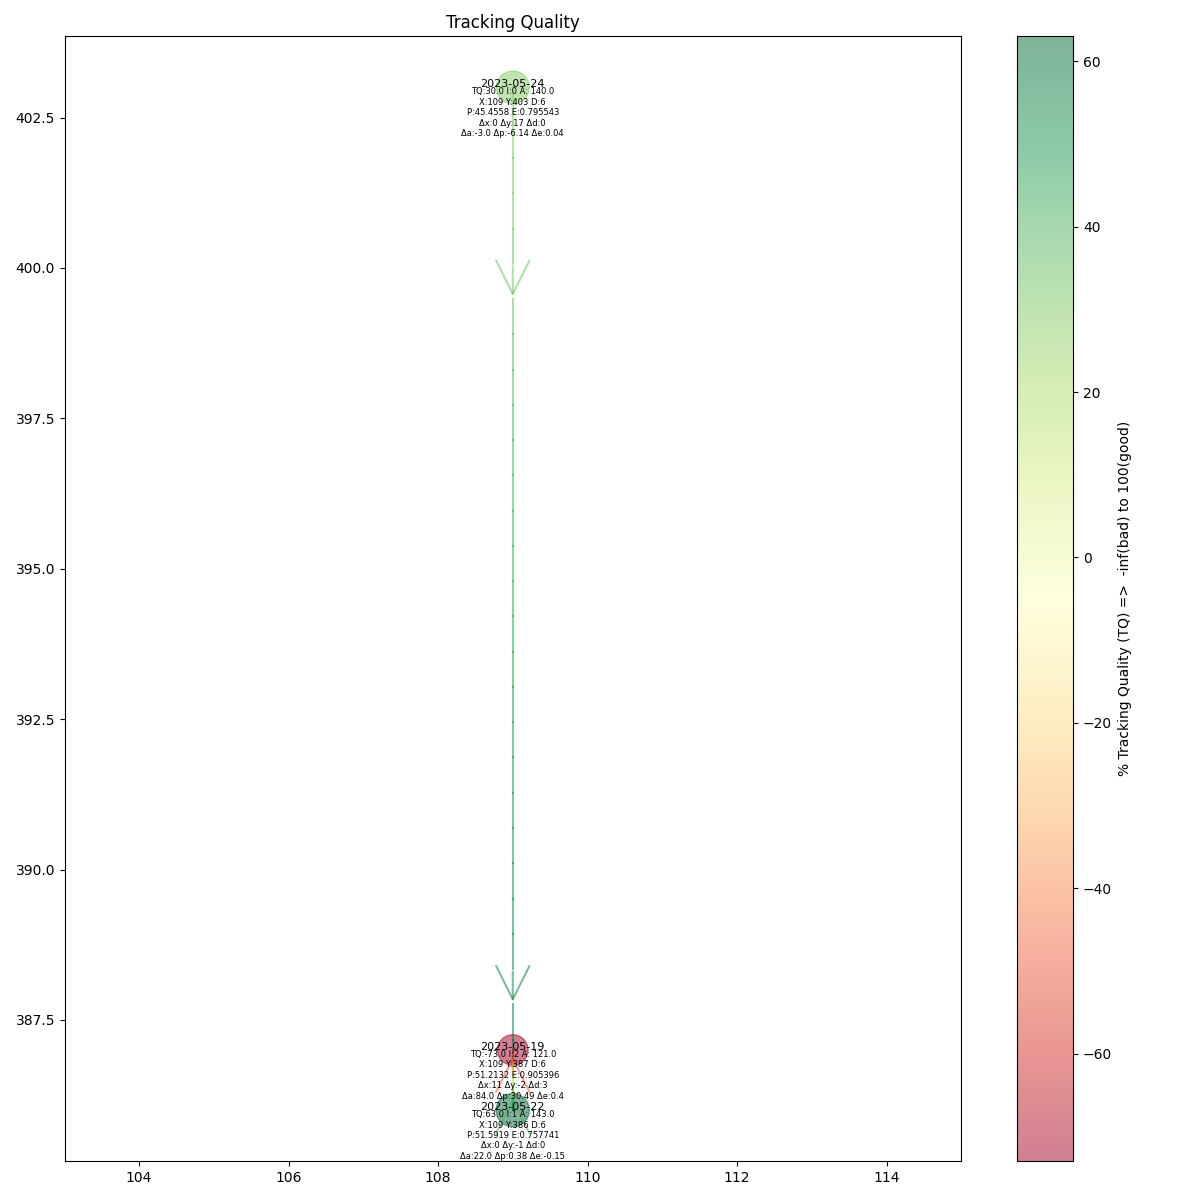 Tracking Quality
2023-05-24
TQ:30.0 I:0 A: 140.0
X:109 Y:403 D:6
P:45.4558 E:0.795543
Δx:0 Δy:17 Δd:0
Δa:-3.0 Δp:-6.14 Δe:0.04
402.5
400.0
397.5
395.0
392.5
390.0
387.5
2023-05-19
TQ:-73.0 I:2 A: 121.0
X:109 Y:387 D:6
P:51.2132 E:0.905396
Δx:11 Δy:-2 Δd:3
Δa:84.0 Δp:30.49 Δe:0.4
2023-05-22
TQ:63.0 I:1 A: 143.0
X:109 Y:386 D:6
P:51.5919 E:0.757741
Δx:0 Δy:-1 Δd:0
Δa:22.0 Δp:0.38 Δe:-0.15
104
106
108
110
112
114
60
40
20
0
−20
−40
−60
% Tracking Quality (TQ) => -inf(bad) to 100(good)